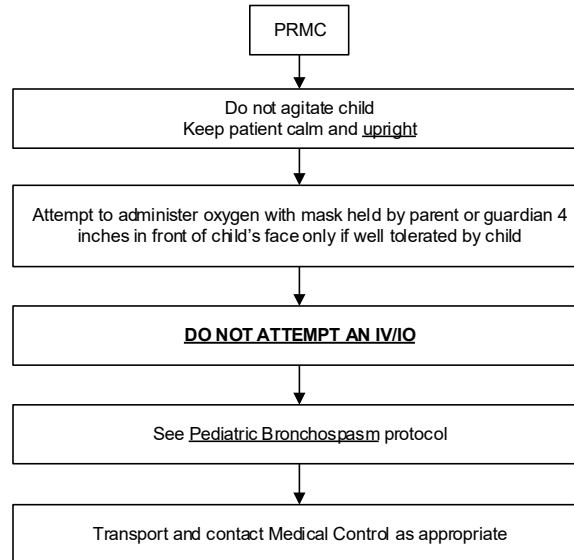 PRMC
Do not agitate child
Keep patient calm and upright
Attempt to administer oxygen with mask held by parent or guardian 4
inches in front of child’s face only if well tolerated by child
DO NOT ATTEMPT AN IV/IO
See Pediatric Bronchospasm protocol
Transport and contact Medical Control as appropriate